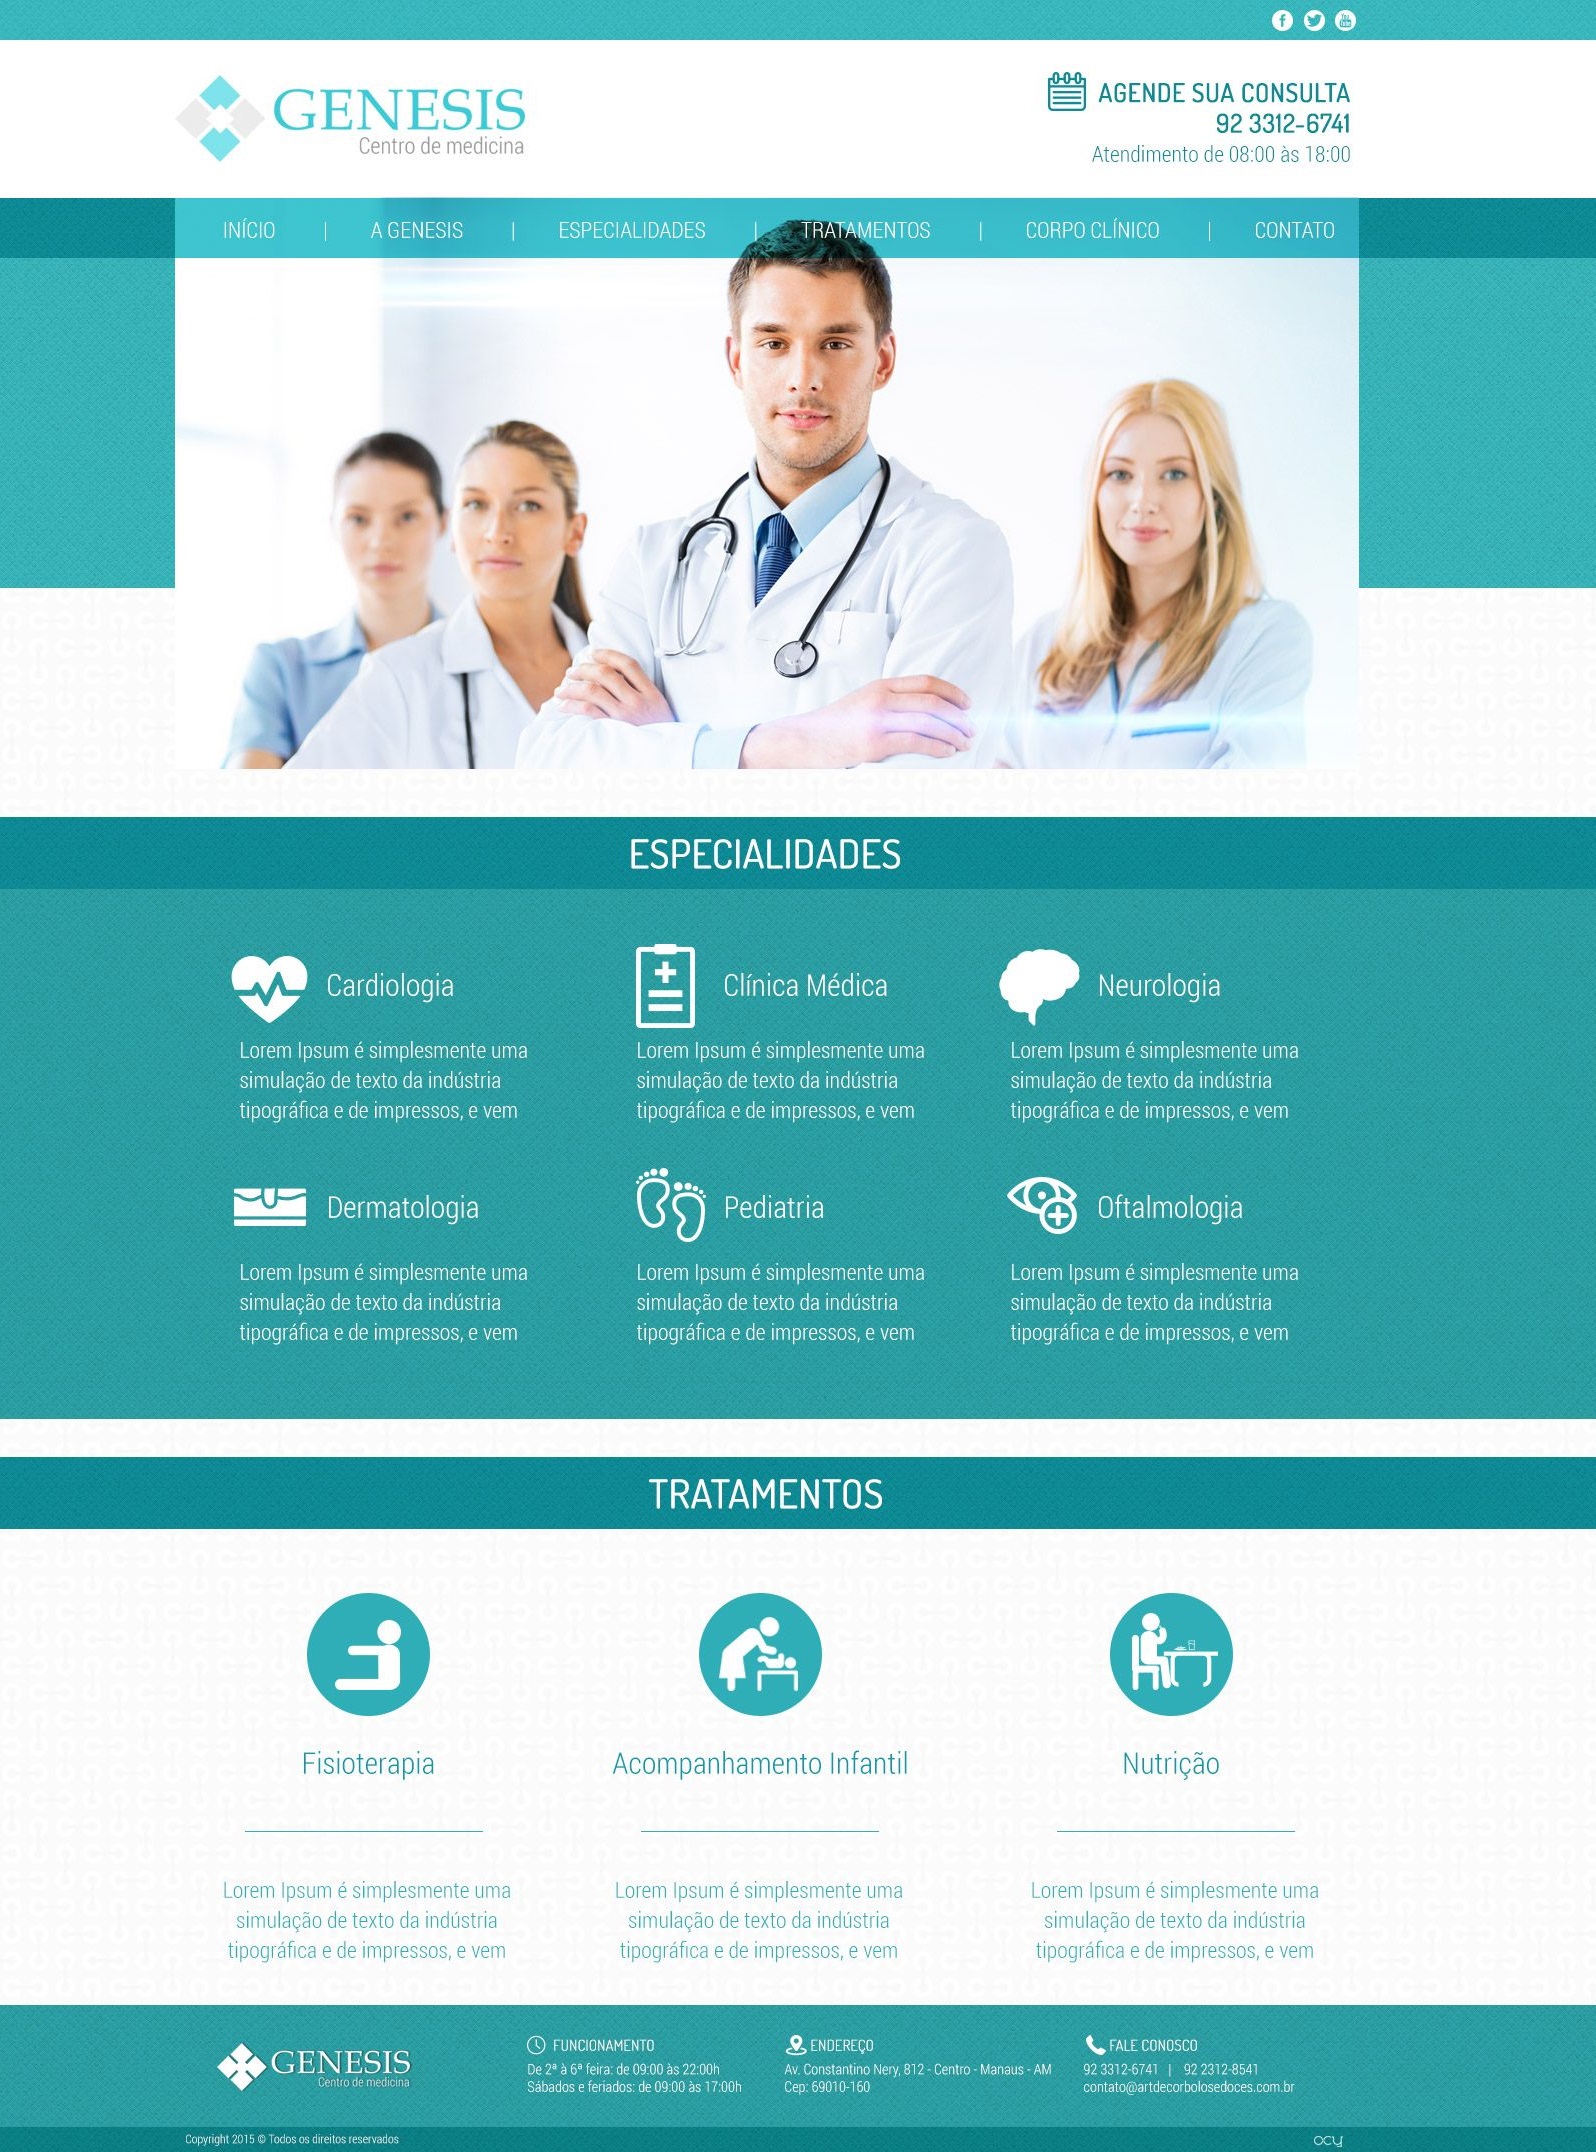 GENESIS
Centro de medicina
AGENDE SUA CONSULTA
92 3312-6741
Atendimento de 08:00 às 18:00
INÍCIO | A GENESIS | ESPECIALIDADES | TRATAMENTOS | CORPO CLÍNICO | CONTATO
ESPECIALIDADES
Cardiologia
Lorem Ipsum é simplesmente uma
simulação de texto da indústria
tipográfica e de impressos, e vem
Clínica Médica
Lorem Ipsum é simplesmente uma
simulação de texto da indústria
tipográfica e de impressos, e vem
Neurologia
Lorem Ipsum é simplesmente uma
simulação de texto da indústria
tipográfica e de impressos, e vem
Dermatologia
Lorem Ipsum é simplesmente uma
simulação de texto da indústria
tipográfica e de impressos, e vem
Pediatria
Lorem Ipsum é simplesmente uma
simulação de texto da indústria
tipográfica e de impressos, e vem
Oftalmologia
Lorem Ipsum é simplesmente uma
simulação de texto da indústria
tipográfica e de impressos, e vem
TRATAMENTOS
Fisioterapia
Lorem Ipsum é simplesmente uma
simulação de texto da indústria
tipográfica e de impressos, e vem
Acompanhamento Infantil
Lorem Ipsum é simplesmente uma
simulação de texto da indústria
tipográfica e de impressos, e vem
Nutrição
Lorem Ipsum é simplesmente uma
simulação de texto da indústria
tipográfica e de impressos, e vem
GENESIS
Centro de medicina
FUNCIONAMENTO
De 2ª à 6ª feira: de 09:00 às 22:00h
Sábados e feriados: de 09:00 às 17:00h
ENDEREÇO
Av. Constantino Nery, 812 - Centro - Manaus - AM
Cep: 69010-160
FALE CONOSCO
92 3312-6741 | 92 2312-8541
contato@artdecorbolosedoces.com.br
Copyright 2015 © Todos os direitos reservados
ocy